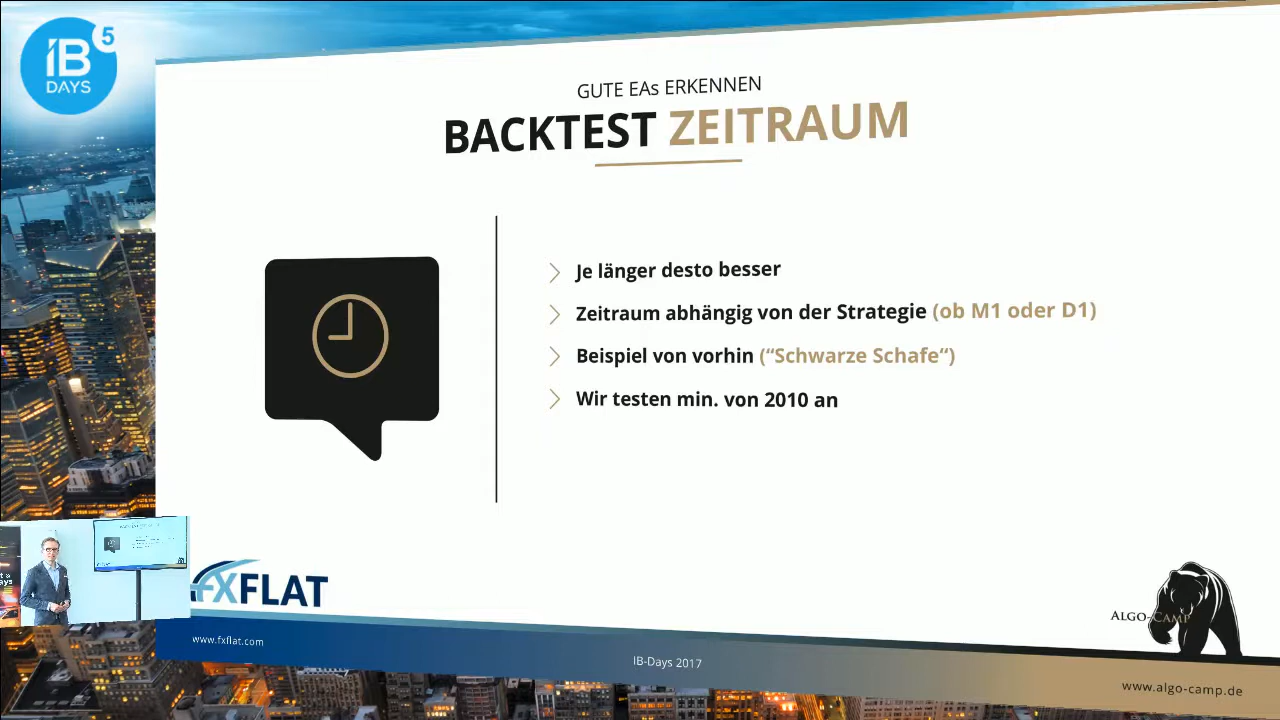 IB 5
DAYS
GUTE EAs ERKENNEN
BACKTEST ZEITRAUM
Je länger desto besser
Zeitraum abhängig von der Strategie (ob M1 oder D1)
Beispiel von vorhin (“Schwarze Schafe“)
Wir testen min. von 2010 an
FXFLAT
ALGO-CAMP
www.fxflat.com
IB-Days 2017
www.algo-camp.de